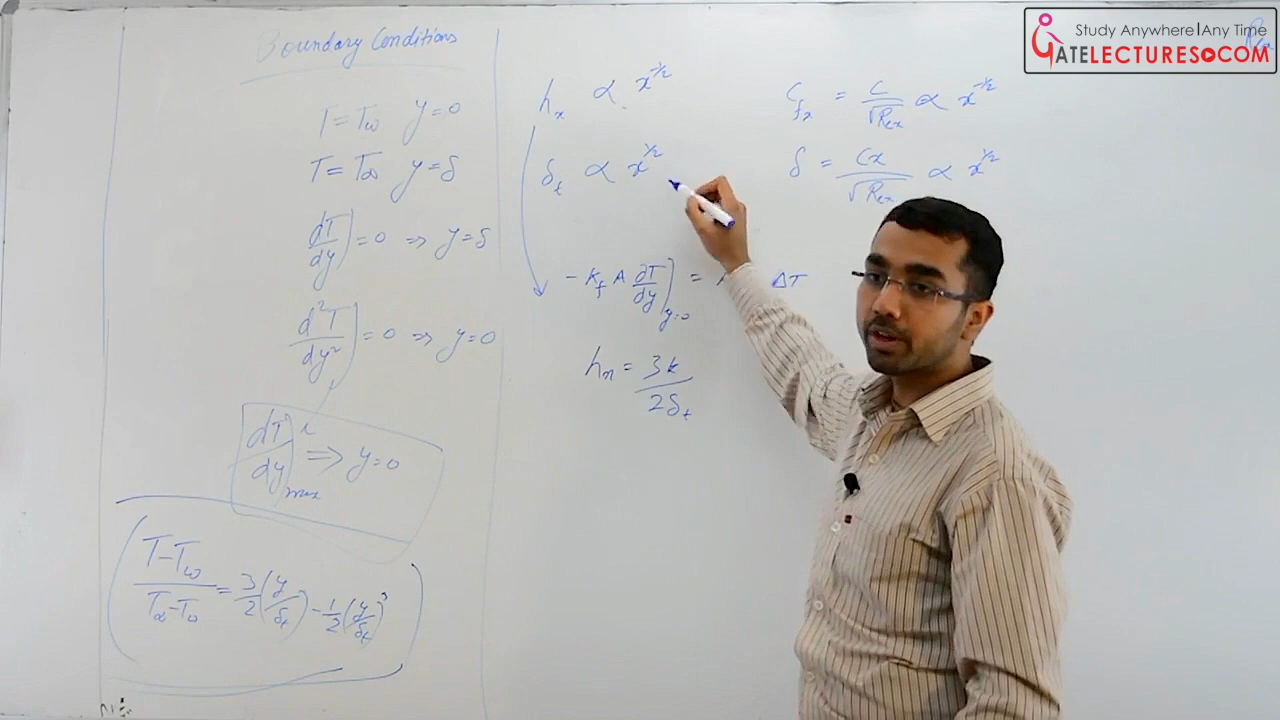 Study Anywhere|Any Time
GATELECTURES.COM
Boundary Conditions
T = Tw y=0
T = T∞ y=δ
dT/dy) = 0 ⇒ y=δ
d²T/dy²) = 0 ⇒ y=0
dT/dy)max ⇒ y=0
(T-Tw)/(T∞-Tw) = 3/2(y/δt) - 1/2(y/δt)³
hx ∝ x^-1/2
δt ∝ x^1/2
-Kf A ∂T/∂y]y=0 = ΔT
hx = 3k/2δt
Cfx = C/√Rex ∝ x^-1/2
δ = Cx/√Rex ∝ x^1/2